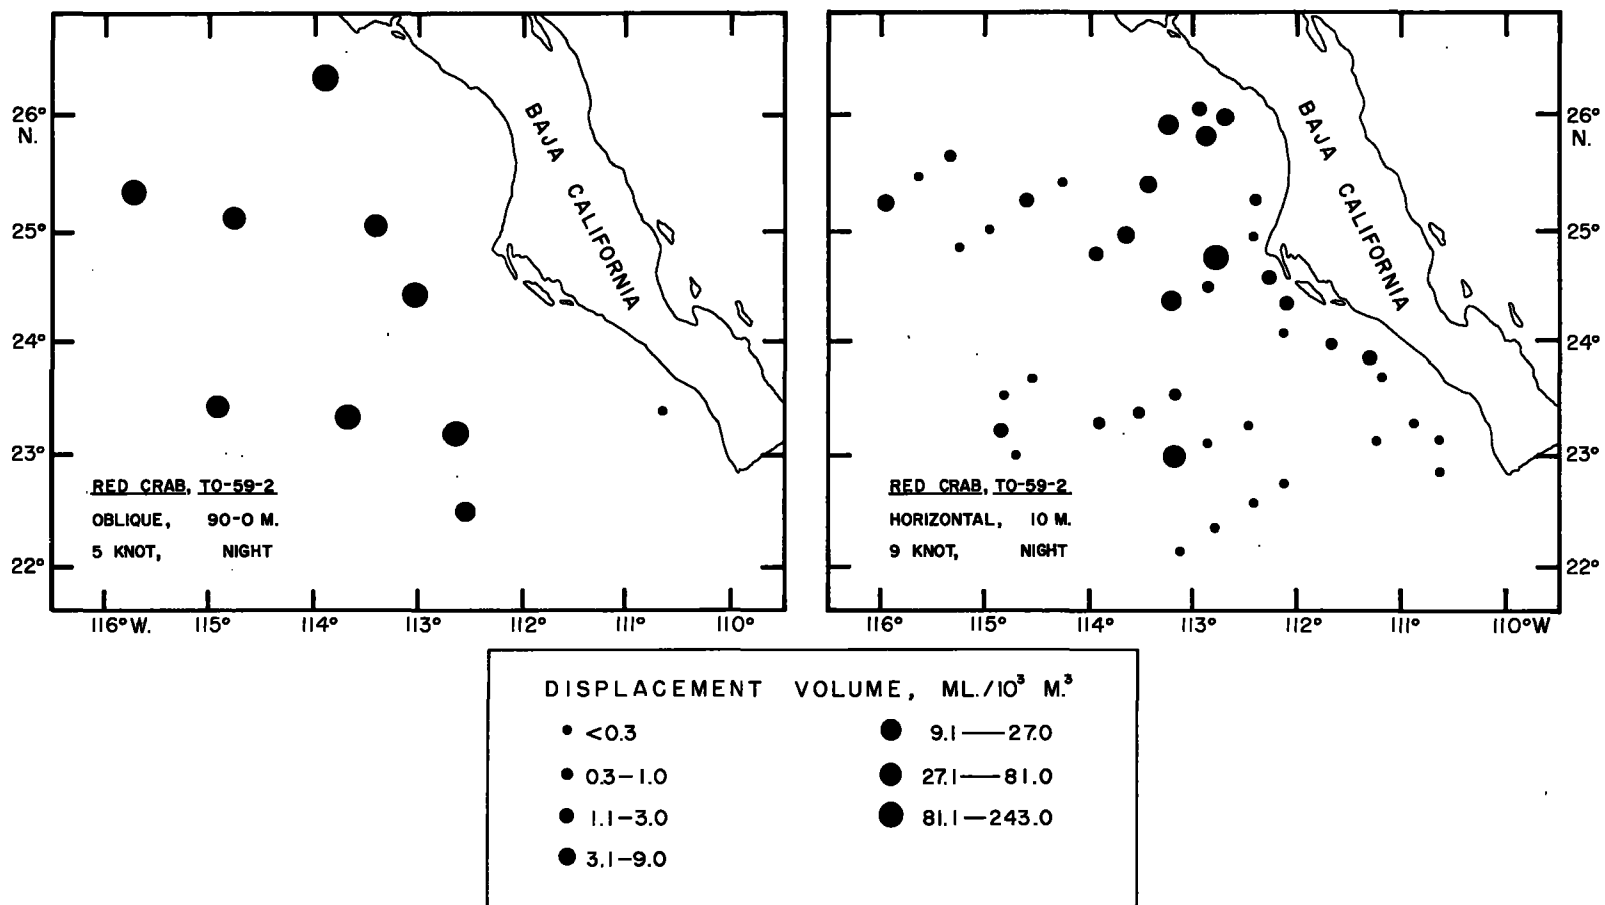 26°
N.
25°
24°
23°
22°
BAJA CALIFORNIA
RED CRAB, TO-59-2
OBLIQUE, 90-0 M.
5 KNOT, NIGHT
116°W. 115° 114° 113° 112° 111° 110°
BAJA CALIFORNIA
26°
N.
25°
24°
23°
22°
RED CRAB, TO-59-2
HORIZONTAL, 10 M.
9 KNOT, NIGHT
116° 115° 114° 113° 112° 111° 110°W
DISPLACEMENT VOLUME, ML./10³ M.³
<0.3
0.3-1.0
1.1-3.0
3.1-9.0
9.1—27.0
27.1—81.0
81.1—243.0